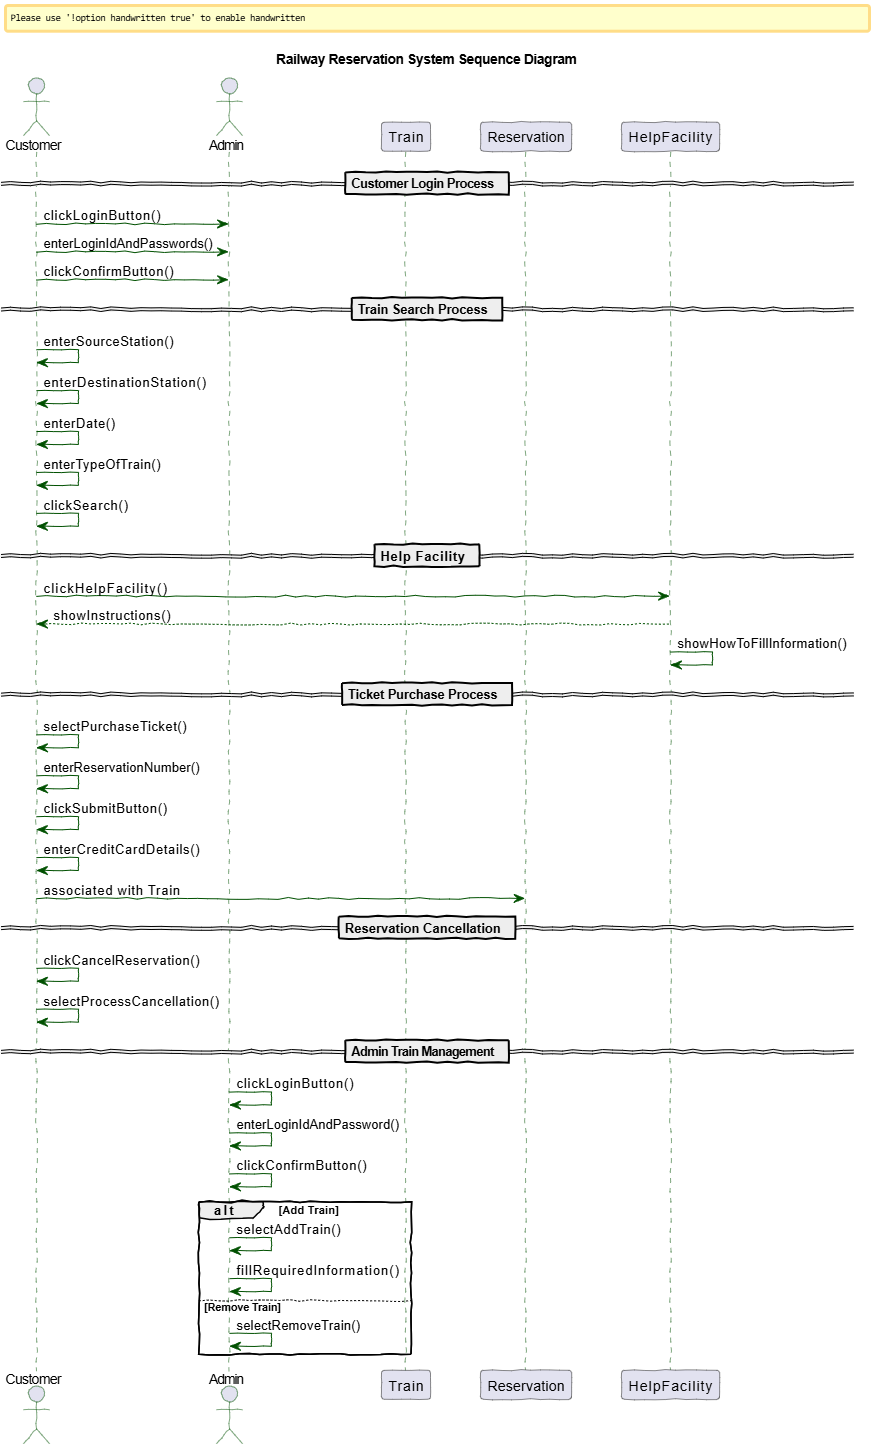 Please use '!option handwritten true' to enable handwritten
Railway Reservation System Sequence Diagram
Customer
Admin
Train
Reservation
HelpFacility
Customer Login Process
clickLoginButton()
enterLoginIdAndPasswords()
clickConfirmButton()
Train Search Process
enterSourceStation()
enterDestinationStation()
enterDate()
enterTypeOfTrain()
clickSearch()
Help Facility
clickHelpFacility()
showInstructions()
showHowToFillInformation()
Ticket Purchase Process
selectPurchaseTicket()
enterReservationNumber()
clickSubmitButton()
enterCreditCardDetails()
associated with Train
Reservation Cancellation
clickCancelReservation()
selectProcessCancellation()
Admin Train Management
clickLoginButton()
enterLoginIdAndPassword()
clickConfirmButton()
alt [Add Train]
selectAddTrain()
fillRequiredInformation()
[Remove Train]
selectRemoveTrain()
Customer
Admin
Train
Reservation
HelpFacility